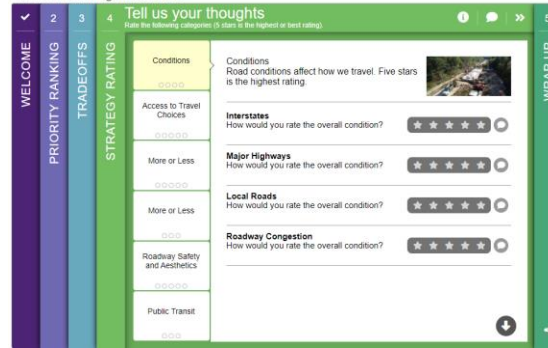 WELCOME
2
PRIORITY RANKING
3
TRADEOFFS
4
STRATEGY RATING
Tell us your thoughts
Rate the following categories (5 stars is the highest or best rating).
Conditions
Access to Travel
Choices
More or Less
More or Less
Roadway Safety
and Aesthetics
Public Transit
Conditions
Road conditions affect how we travel. Five stars
is the highest rating.
Interstates
How would you rate the overall condition?
Major Highways
How would you rate the overall condition?
Local Roads
How would you rate the overall condition?
Roadway Congestion
How would you rate the overall condition?
5
WRAP UP